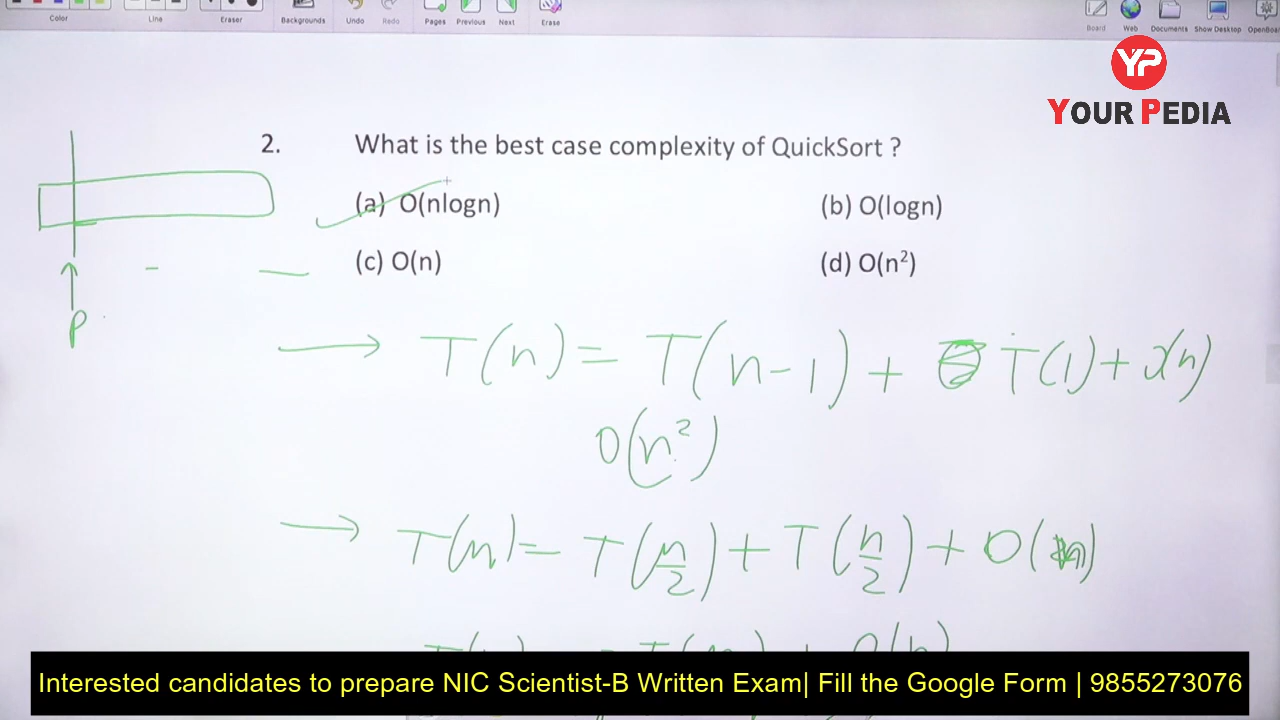 Color Line Eraser Backgrounds Undo Redo Pages Previous Next Erase Board Web Documents Show Desktop OpenBoa
YP
YOUR PEDIA
2. What is the best case complexity of QuickSort ?
(a) O(nlogn) (b) O(logn)
(c) O(n) (d) O(n²)
P
T(n) = T(n-1) + T(1) + O(n)
O(n²)
T(n) = T(n/2) + T(n/2) + O(n)
Interested candidates to prepare NIC Scientist-B Written Exam| Fill the Google Form | 9855273076